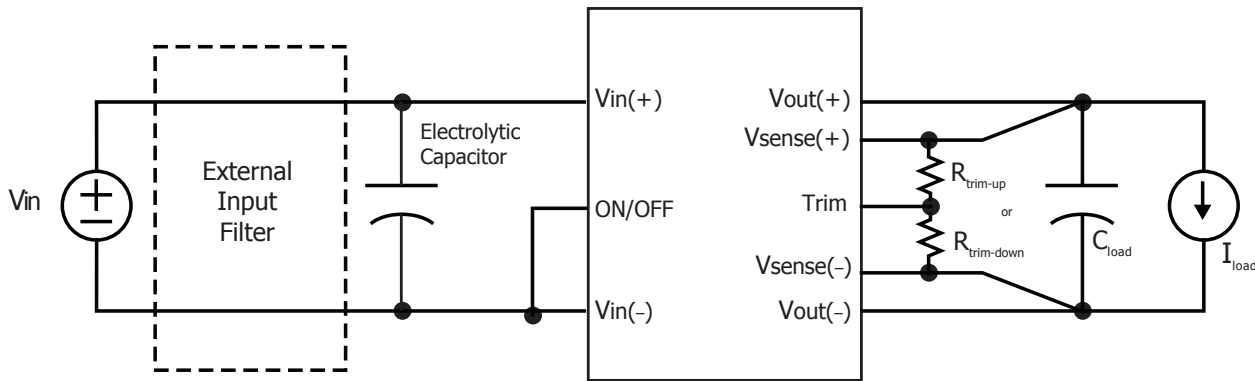 Vin
External
Input
Filter
Electrolytic
Capacitor
Vin(+)
ON/OFF
Vin(–)
Vout(+)
Vsense(+)
Trim
Vsense(–)
Vout(–)
Rtrim-up
or
Rtrim-down
Cload
Iload